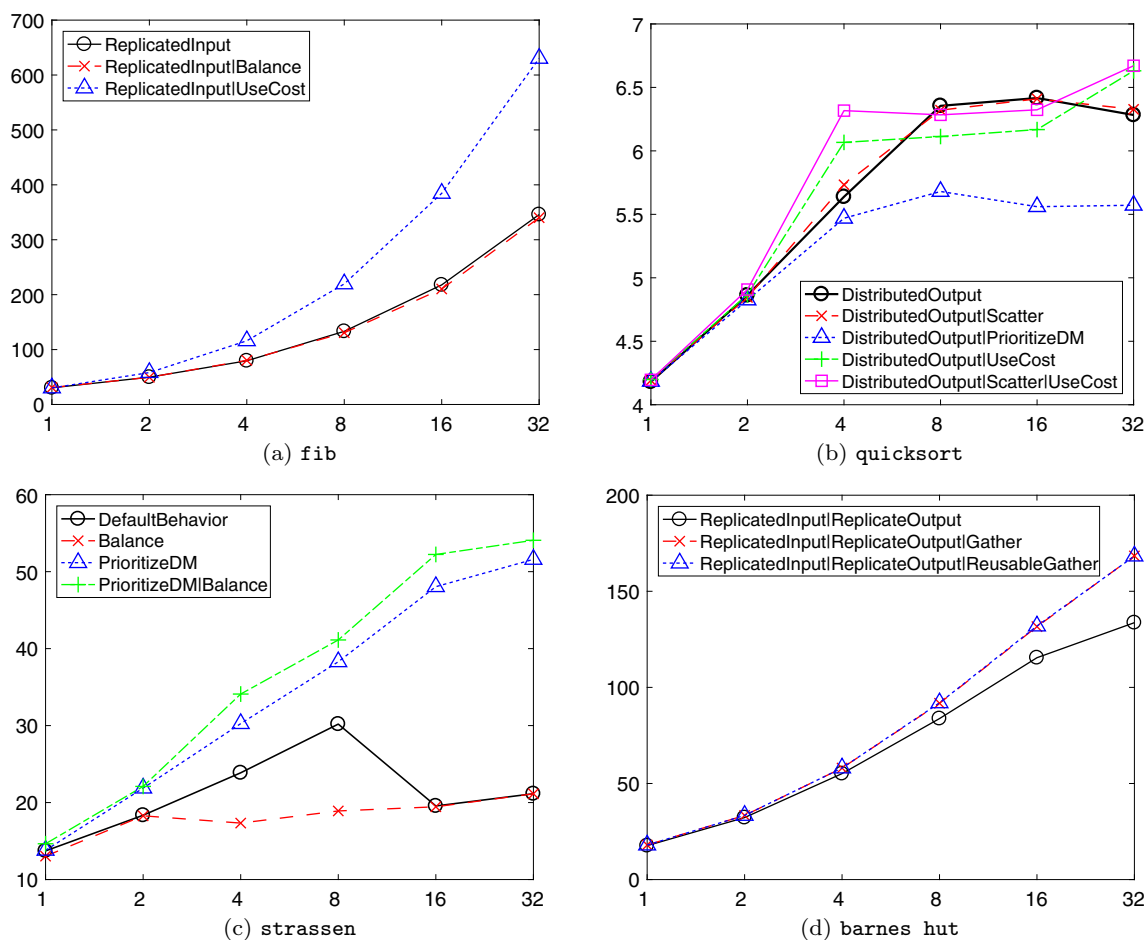 700
600
500
400
300
200
100
0
1 2 4 8 16 32
ReplicatedInput
ReplicatedInput|Balance
ReplicatedInput|UseCost
(a) fib
7
6.5
6
5.5
5
4.5
4
1 2 4 8 16 32
DistributedOutput
DistributedOutput|Scatter
DistributedOutput|PrioritizeDM
DistributedOutput|UseCost
DistributedOutput|Scatter|UseCost
(b) quicksort
60
50
40
30
20
10
1 2 4 8 16 32
DefaultBehavior
Balance
PrioritizeDM
PrioritizeDM|Balance
(c) strassen
200
150
100
50
0
1 2 4 8 16 32
ReplicatedInput|ReplicateOutput
ReplicatedInput|ReplicateOutput|Gather
ReplicatedInput|ReplicateOutput|ReusableGather
(d) barnes hut